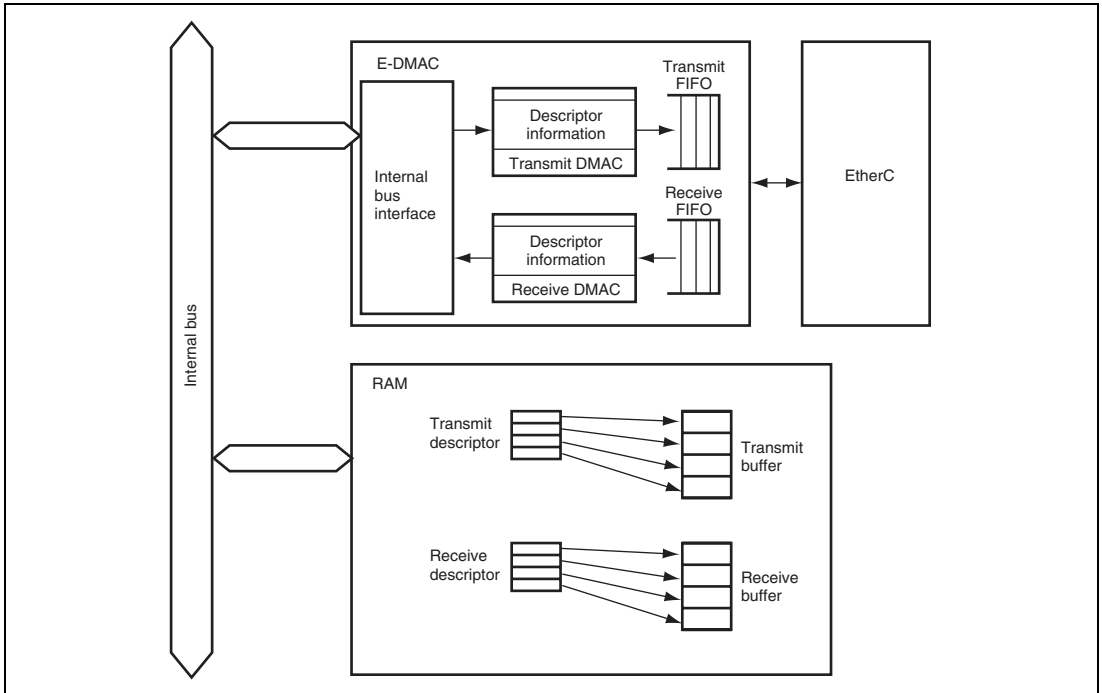 E-DMAC
Internal
bus
interface
Descriptor
information
Transmit DMAC
Transmit
FIFO
Descriptor
information
Receive DMAC
Receive
FIFO
EtherC
Internal bus
RAM
Transmit
descriptor
Transmit
buffer
Receive
descriptor
Receive
buffer